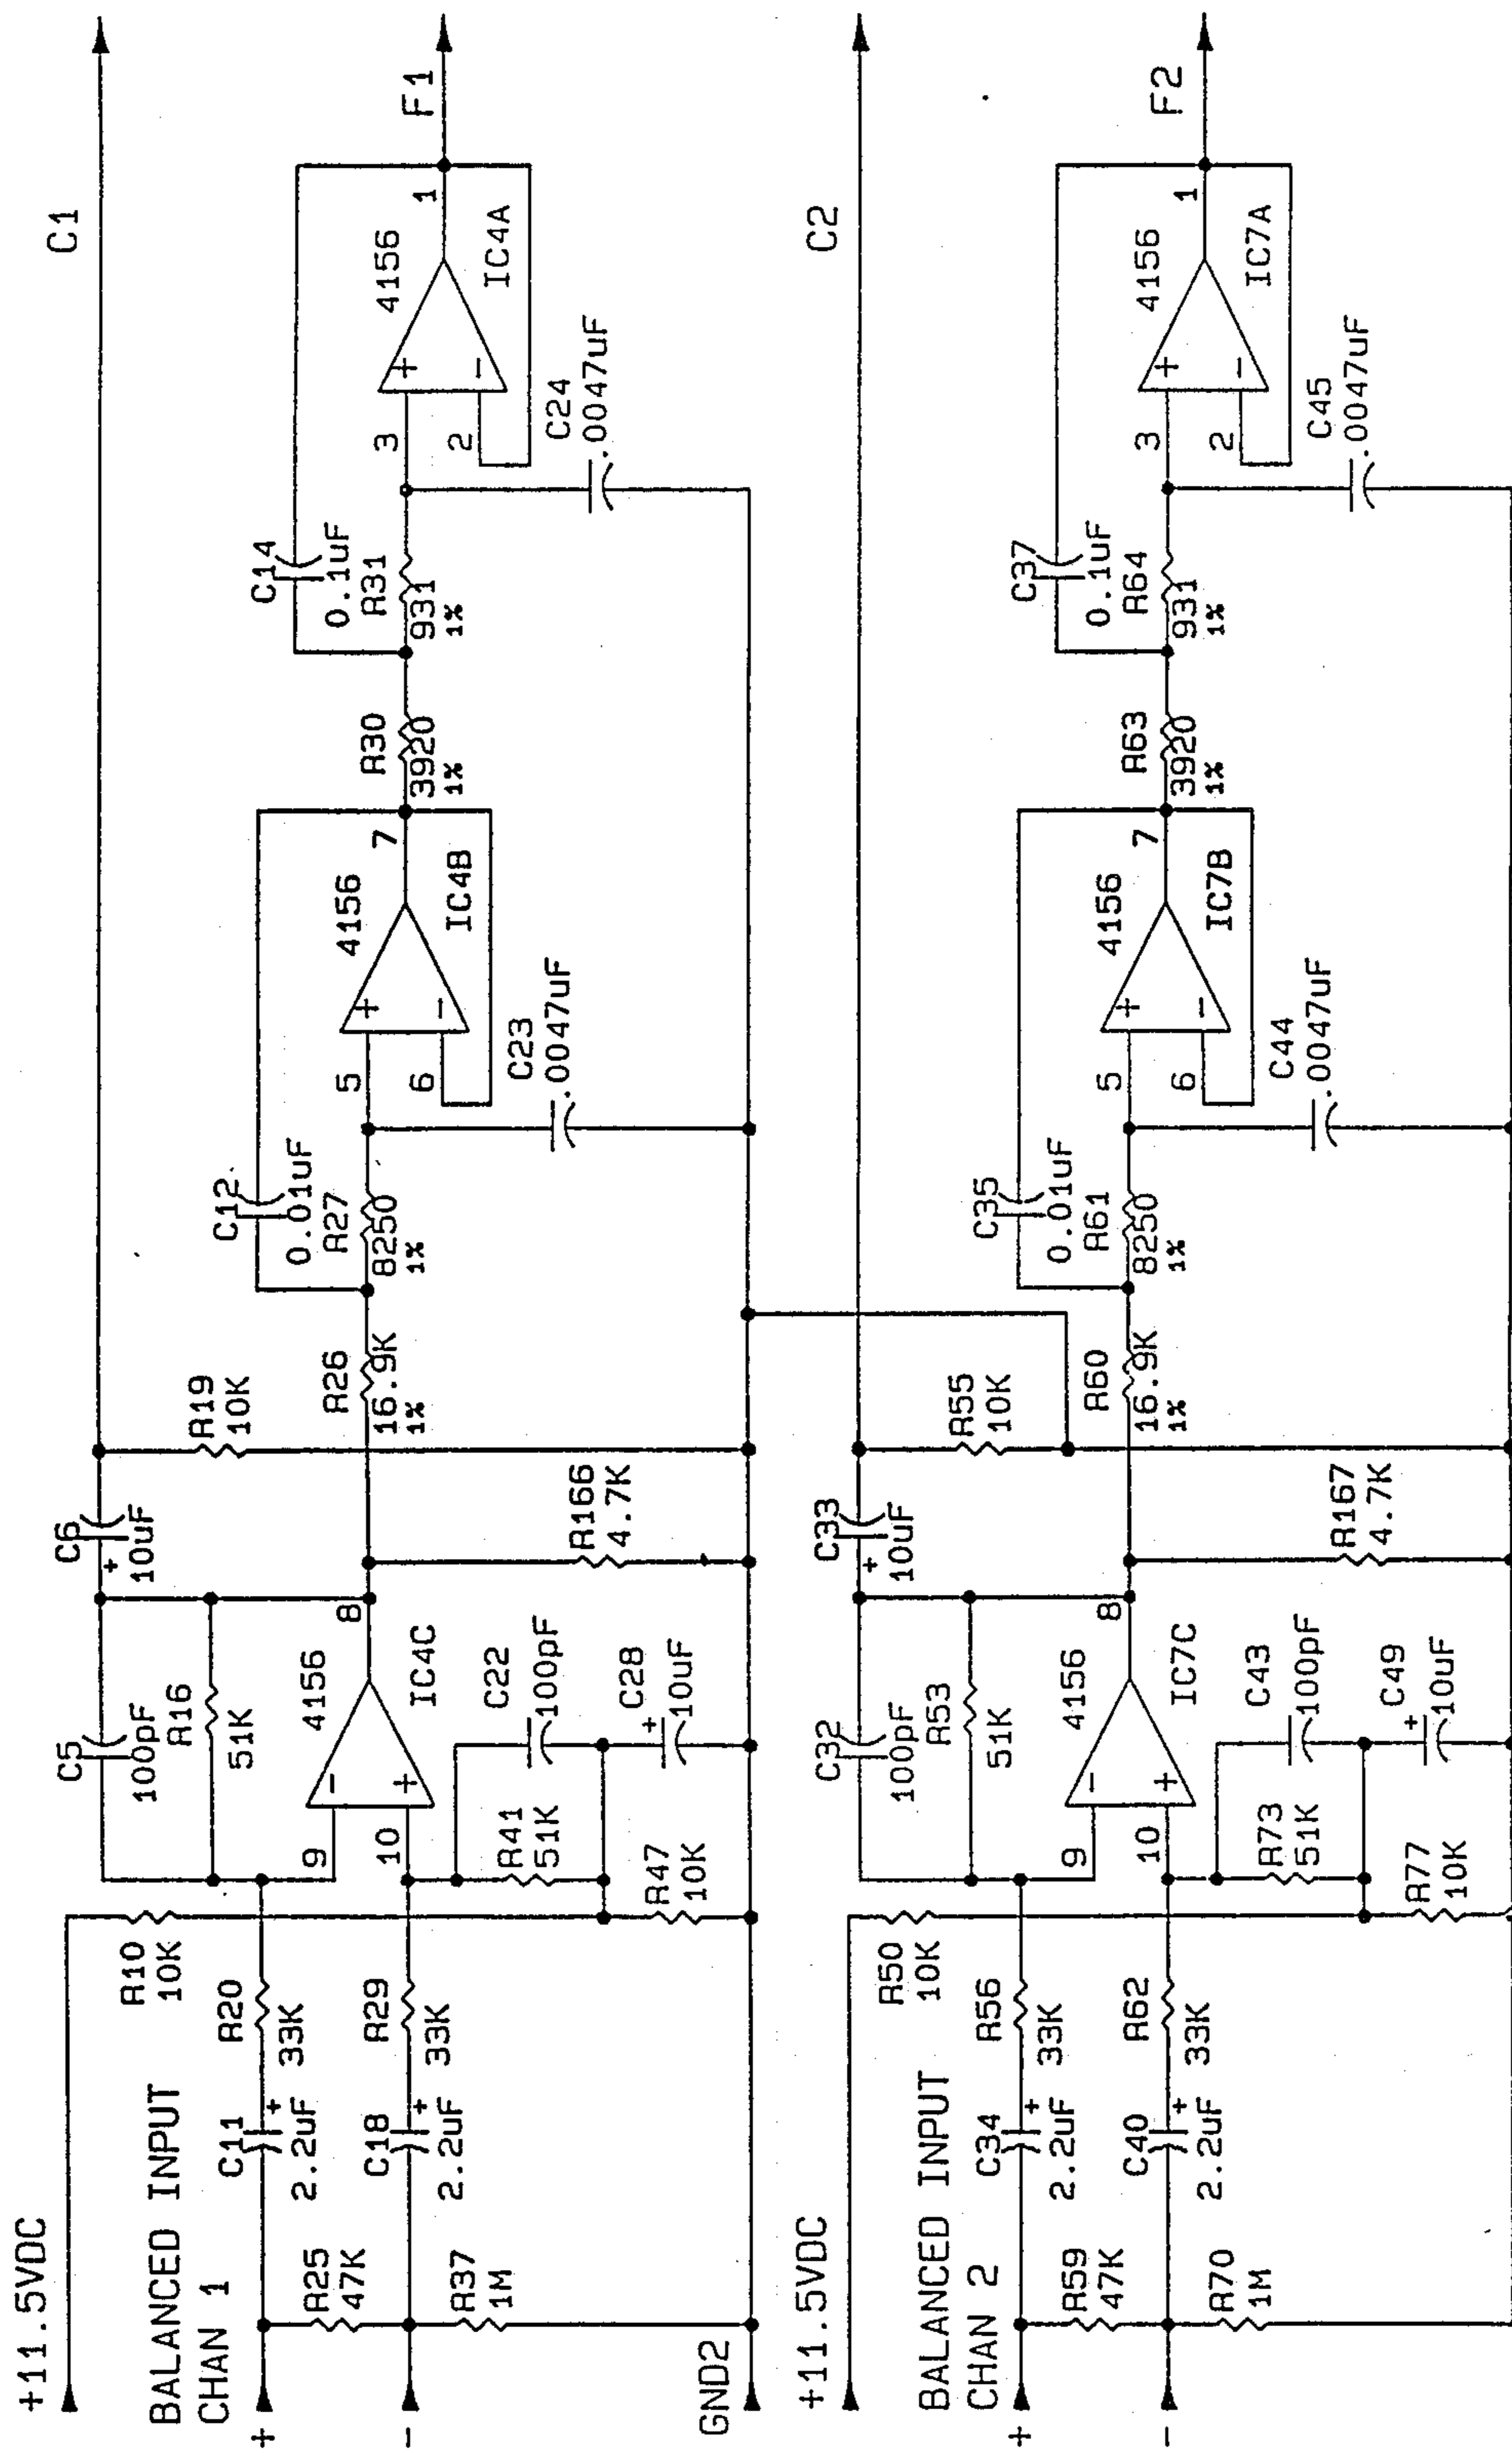 +11.5VDC
BALANCED INPUT
CHAN 1
+
-
GND2
R25
47K
R37
1M
C11
+
2.2uF
C18
+
2.2uF
R20
33K
R29
33K
R10
10K
R47
10K
R41
51K
C22
100pF
C28
+
10uF
C5
100pF
R16
51K
9
10
-
+
4156
IC4C
8
C6
+
10uF
R166
4.7K
R19
10K
R26
16.9K
1%
C12
0.01uF
R27
8250
1%
C23
.0047uF
5
6
+
-
4156
IC4B
7
R30
3920
1%
C14
0.1uF
R31
931
1%
C24
.0047uF
3
2
+
-
4156
IC4A
1
F1
C1
+11.5VDC
BALANCED INPUT
CHAN 2
+
-
R59
47K
R70
1M
C34
+
2.2uF
C40
+
2.2uF
R56
33K
R62
33K
R50
10K
R77
10K
R73
51K
C43
100pF
C49
+
10uF
C32
100pF
R53
51K
9
10
-
+
4156
IC7C
8
C33
+
10uF
R167
4.7K
R55
10K
R60
16.9K
1%
C35
0.01uF
R61
8250
1%
C44
.0047uF
5
6
+
-
4156
IC7B
7
R63
3920
1%
C37
0.1uF
R64
931
1%
C45
.0047uF
3
2
+
-
4156
IC7A
1
F2
C2